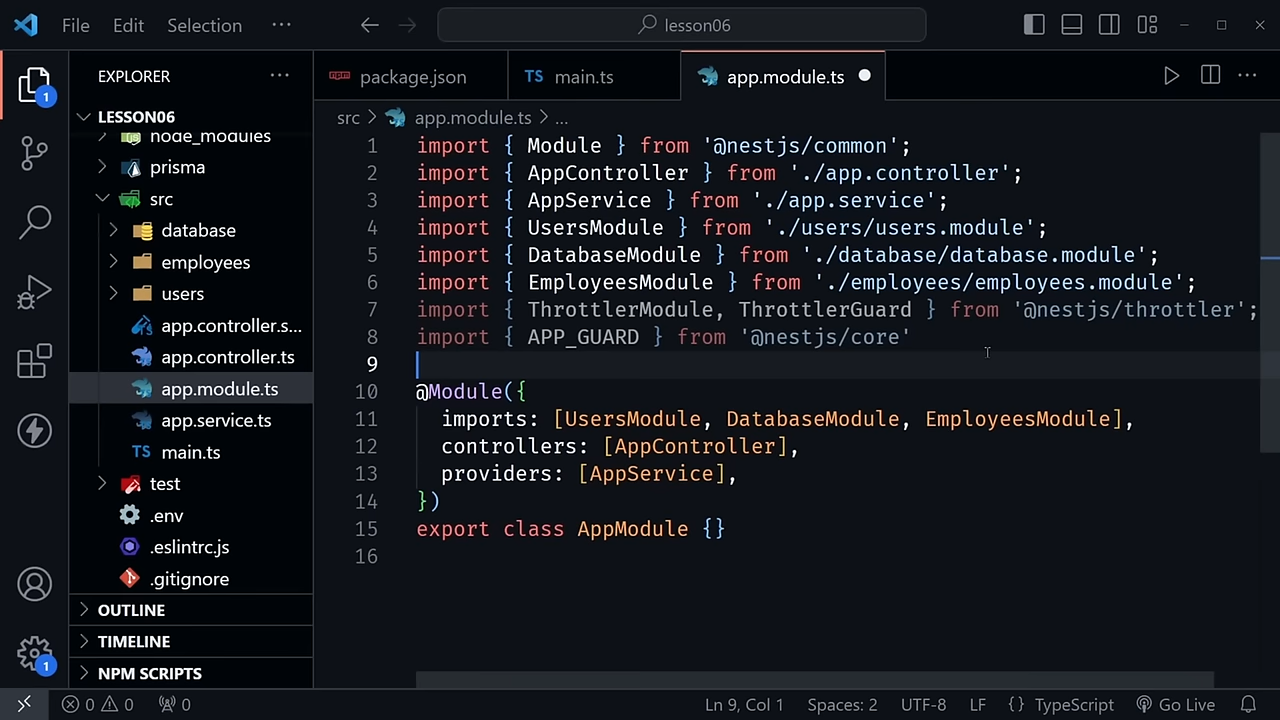 File Edit Selection ···
lesson06
EXPLORER ···
LESSON06
node_modules
prisma
src
database
employees
users
app.controller.s...
app.controller.ts
app.module.ts
app.service.ts
TS main.ts
test
.env
.eslintrc.js
.gitignore
OUTLINE
TIMELINE
NPM SCRIPTS
1
1
package.json
TS main.ts
app.module.ts
···
src > app.module.ts > ...
1 import { Module } from '@nestjs/common';
2 import { AppController } from './app.controller';
3 import { AppService } from './app.service';
4 import { UsersModule } from './users/users.module';
5 import { DatabaseModule } from './database/database.module';
6 import { EmployeesModule } from './employees/employees.module';
7 import { ThrottlerModule, ThrottlerGuard } from '@nestjs/throttler';
8 import { APP_GUARD } from '@nestjs/core'
9
10 @Module({
11 imports: [UsersModule, DatabaseModule, EmployeesModule],
12 controllers: [AppController],
13 providers: [AppService],
14 })
15 export class AppModule {}
16
0 0 0 Ln 9, Col 1 Spaces: 2 UTF-8 LF {} TypeScript Go Live